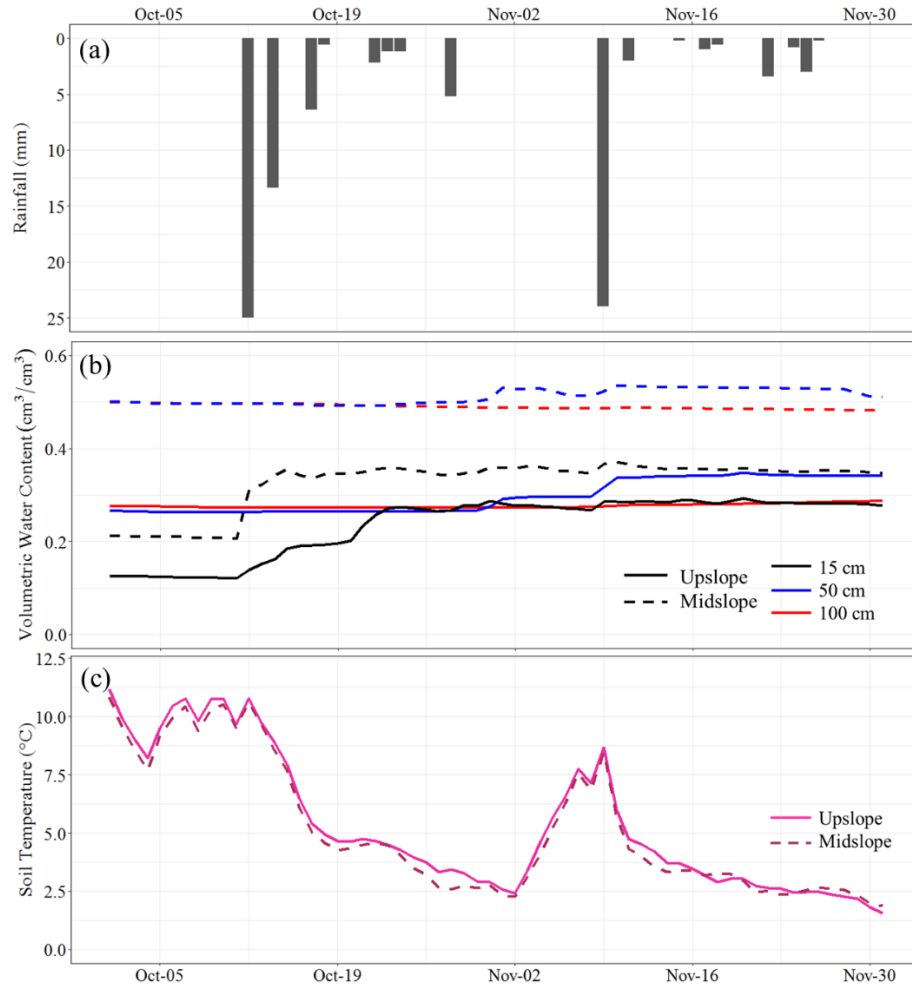 Oct-05 Oct-19 Nov-02 Nov-16 Nov-30
(a)
Rainfall (mm)
0
5
10
15
20
25
(b)
Volumetric Water Content (cm³/cm³)
0.6
0.4
0.2
0.0
Upslope
Midslope
15 cm
50 cm
100 cm
(c)
Soil Temperature (°C)
12.5
10.0
7.5
5.0
2.5
0.0
Upslope
Midslope
Oct-05 Oct-19 Nov-02 Nov-16 Nov-30